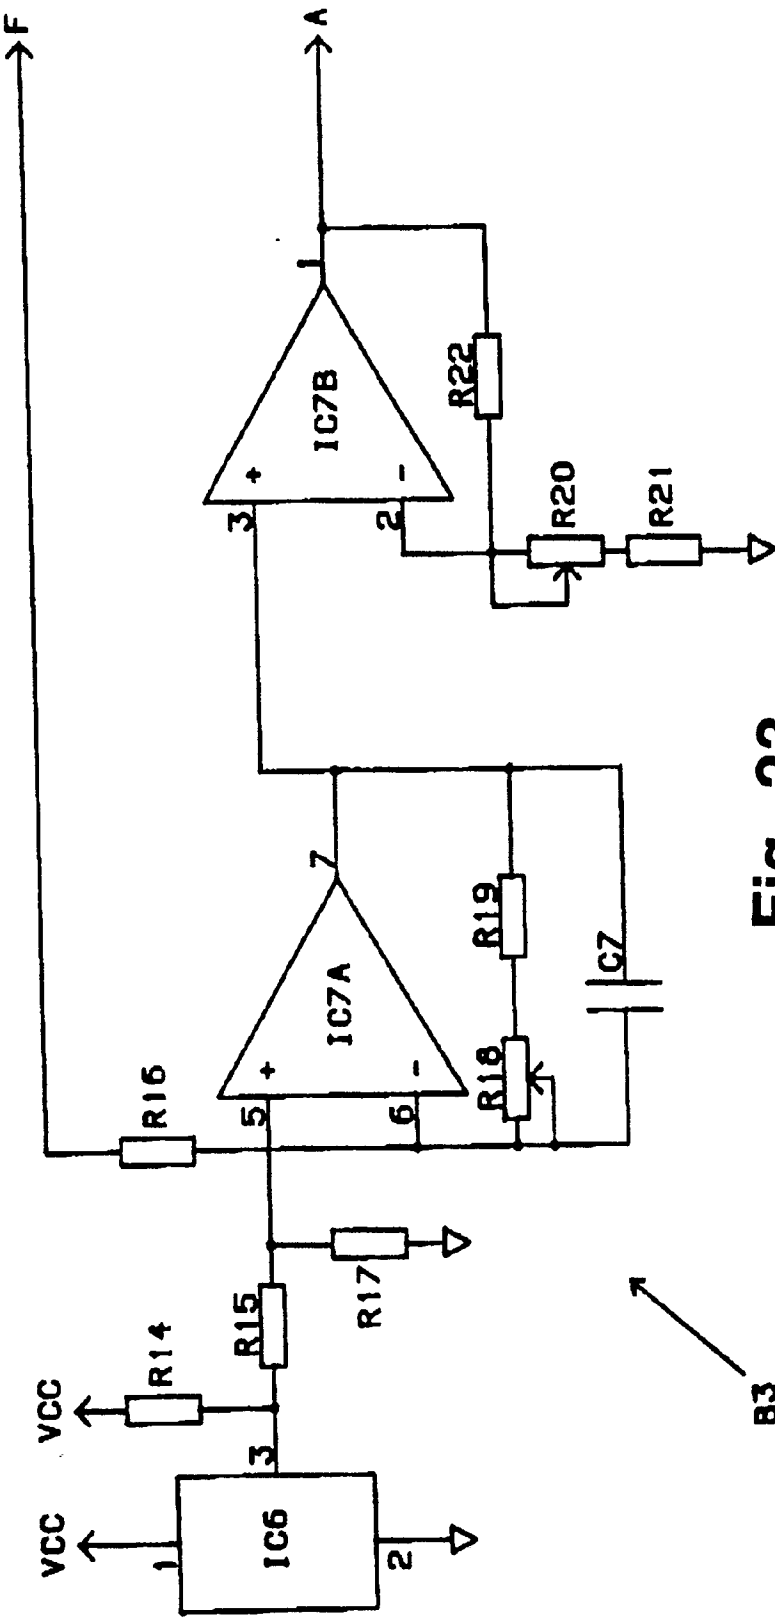 F
A
VCC
VCC
1
IC6
2
3
R14
R15
R16
R17
5
6
+
-
IC7A
7
R18
R19
C7
3
2
+
-
IC7B
1
R22
R20
R21
B3